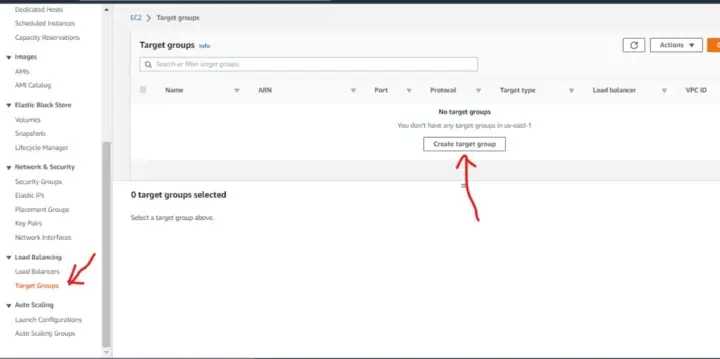 Dedicated Hosts
Scheduled Instances
Capacity Reservations
Images
AMIs
AMI Catalog
Elastic Block Store
Volumes
Snapshots
Lifecycle Manager
Network & Security
Security Groups
Elastic IPs
Placement Groups
Key Pairs
Network Interfaces
Load Balancing
Load Balancers
Target Groups
Auto Scaling
Launch Configurations
Auto Scaling Groups
EC2 > Target groups
Target groups Info
Actions
Search or filter target groups
Name ARN Port Protocol Target type Load balancer VPC ID
No target groups
You don't have any target groups in us-east-1
Create target group
0 target groups selected
Select a target group above.